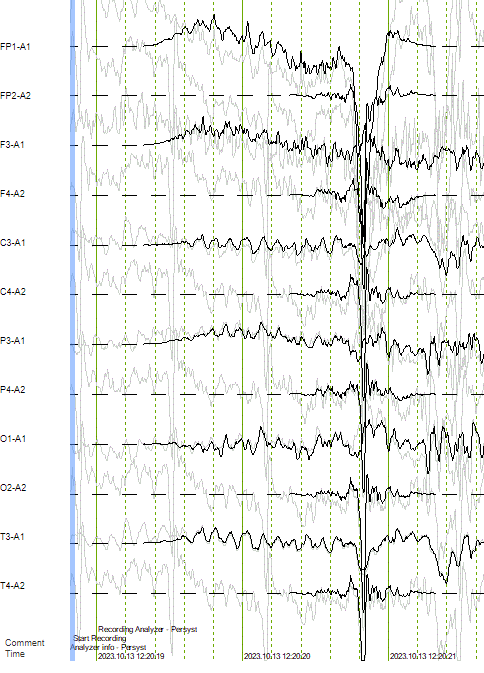 FP1-A1
FP2-A2
F3-A1
F4-A2
C3-A1
C4-A2
P3-A1
P4-A2
O1-A1
O2-A2
T3-A1
T4-A2
Recording Analyzer - Persyst
Comment Start Recording
Analyzer info - Persyst
Time 2023.10.13 12:20:19 2023.10.13 12:20:20 2023.10.13 12:20:21